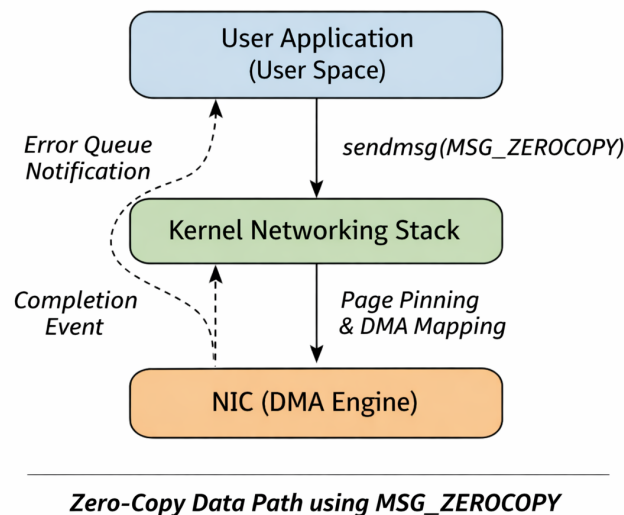 User Application
(User Space)
Error Queue
Notification
sendmsg(MSG_ZEROCOPY)
Kernel Networking Stack
Completion
Event
Page Pinning
& DMA Mapping
NIC (DMA Engine)
Zero-Copy Data Path using MSG_ZEROCOPY